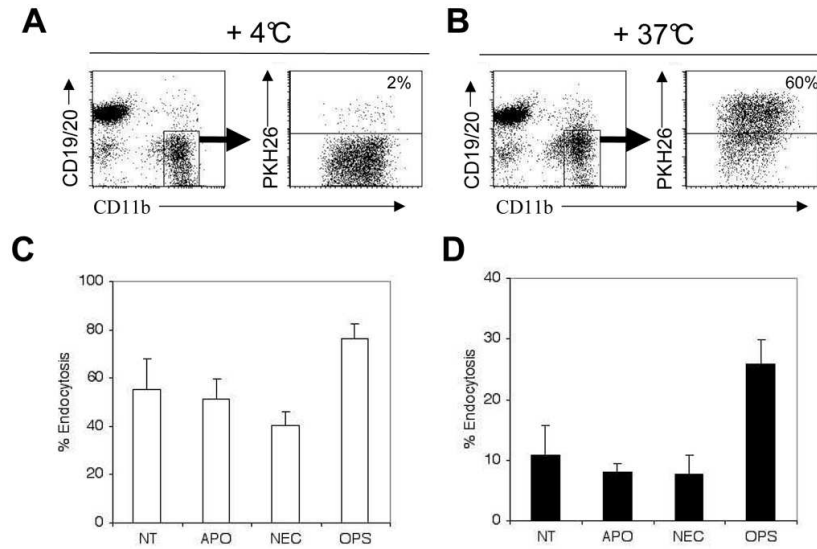 A
B
+ 4°C
+ 37°C
CD19/20
PKH26
2%
CD19/20
PKH26
60%
CD11b
CD11b
C
D
% Endocytosis
100
80
60
40
20
0
NT APO NEC OPS
% Endocytosis
40
30
20
10
0
NT APO NEC OPS